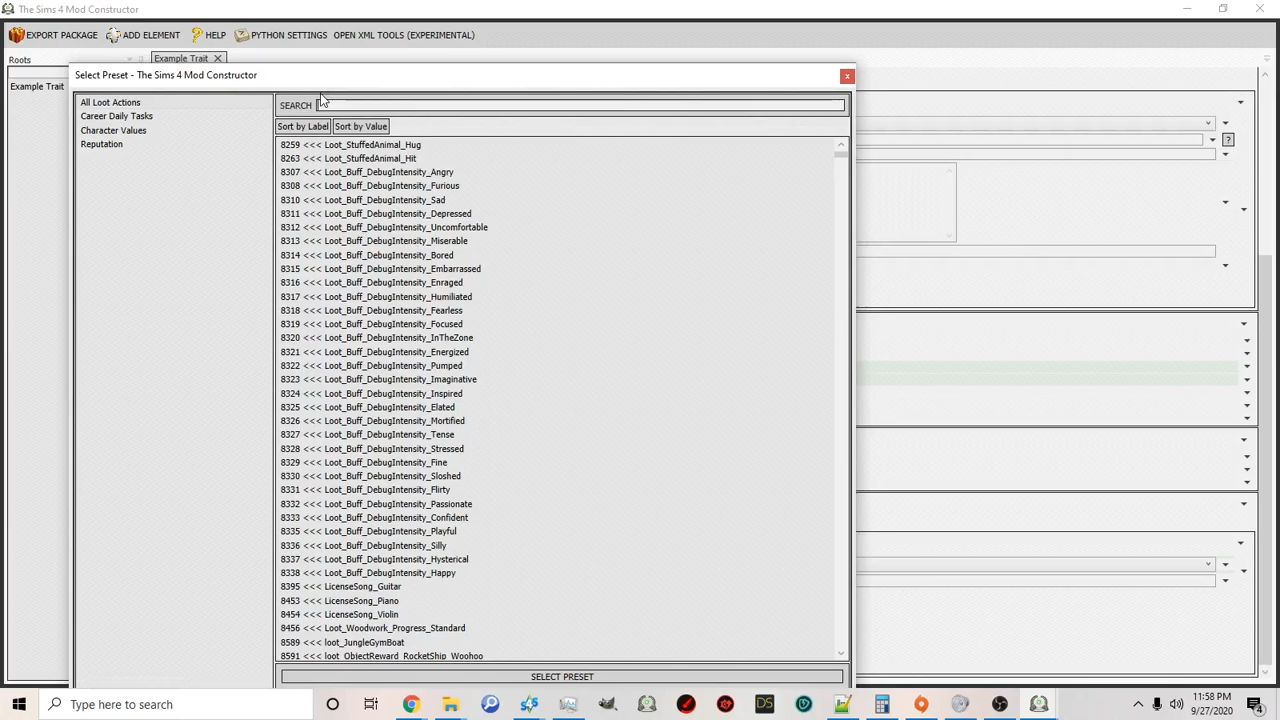 The Sims 4 Mod Constructor
EXPORT PACKAGE ADD ELEMENT HELP PYTHON SETTINGS OPEN XML TOOLS (EXPERIMENTAL)
Roots
Example Trait X
Example Trait
Select Preset - The Sims 4 Mod Constructor
x
All Loot Actions
Career Daily Tasks
Character Values
Reputation
SEARCH
Sort by Label Sort by Value
8259 <<< Loot_StuffedAnimal_Hug
8263 <<< Loot_StuffedAnimal_Hit
8307 <<< Loot_Buff_DebugIntensity_Angry
8308 <<< Loot_Buff_DebugIntensity_Furious
8310 <<< Loot_Buff_DebugIntensity_Sad
8311 <<< Loot_Buff_DebugIntensity_Depressed
8312 <<< Loot_Buff_DebugIntensity_Uncomfortable
8313 <<< Loot_Buff_DebugIntensity_Miserable
8314 <<< Loot_Buff_DebugIntensity_Bored
8315 <<< Loot_Buff_DebugIntensity_Embarrassed
8316 <<< Loot_Buff_DebugIntensity_Enraged
8317 <<< Loot_Buff_DebugIntensity_Humiliated
8318 <<< Loot_Buff_DebugIntensity_Fearless
8319 <<< Loot_Buff_DebugIntensity_Focused
8320 <<< Loot_Buff_DebugIntensity_InTheZone
8321 <<< Loot_Buff_DebugIntensity_Energized
8322 <<< Loot_Buff_DebugIntensity_Pumped
8323 <<< Loot_Buff_DebugIntensity_Imaginative
8324 <<< Loot_Buff_DebugIntensity_Inspired
8325 <<< Loot_Buff_DebugIntensity_Elated
8326 <<< Loot_Buff_DebugIntensity_Mortified
8327 <<< Loot_Buff_DebugIntensity_Tense
8328 <<< Loot_Buff_DebugIntensity_Stressed
8329 <<< Loot_Buff_DebugIntensity_Fine
8330 <<< Loot_Buff_DebugIntensity_Sloshed
8331 <<< Loot_Buff_DebugIntensity_Flirty
8332 <<< Loot_Buff_DebugIntensity_Passionate
8333 <<< Loot_Buff_DebugIntensity_Confident
8335 <<< Loot_Buff_DebugIntensity_Playful
8336 <<< Loot_Buff_DebugIntensity_Silly
8337 <<< Loot_Buff_DebugIntensity_Hysterical
8338 <<< Loot_Buff_DebugIntensity_Happy
8395 <<< LicenseSong_Guitar
8453 <<< LicenseSong_Piano
8454 <<< LicenseSong_Violin
8456 <<< Loot_Woodwork_Progress_Standard
8589 <<< loot_JungleGymBoat
8591 <<< loot_ObjectReward_RocketShip_Woohoo
SELECT PRESET
?
Type here to search
DS
11:58 PM
9/27/2020
4